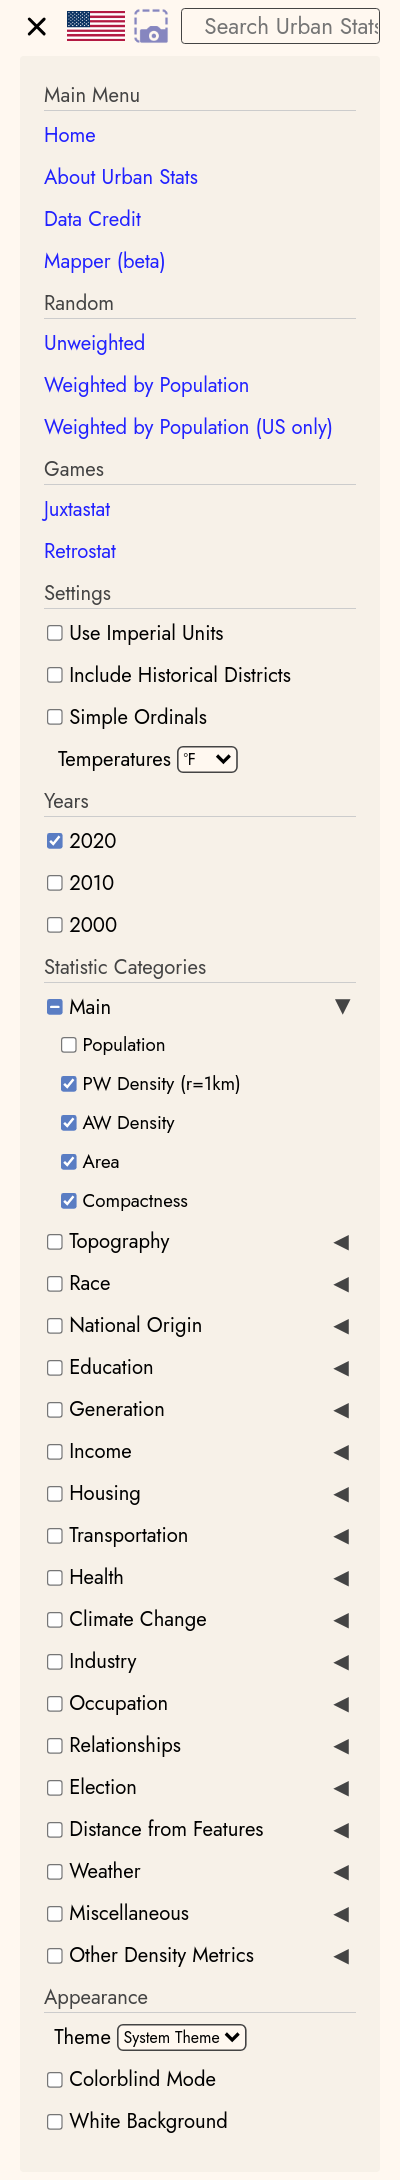 Search Urban Stats
Main Menu
Home
About Urban Stats
Data Credit
Mapper (beta)
Random
Unweighted
Weighted by Population
Weighted by Population (US only)
Games
Juxtastat
Retrostat
Settings
Use Imperial Units
Include Historical Districts
Simple Ordinals
Temperatures °F
Years
2020
2010
2000
Statistic Categories
Main
Population
PW Density (r=1km)
AW Density
Area
Compactness
Topography
Race
National Origin
Education
Generation
Income
Housing
Transportation
Health
Climate Change
Industry
Occupation
Relationships
Election
Distance from Features
Weather
Miscellaneous
Other Density Metrics
Appearance
Theme System Theme
Colorblind Mode
White Background